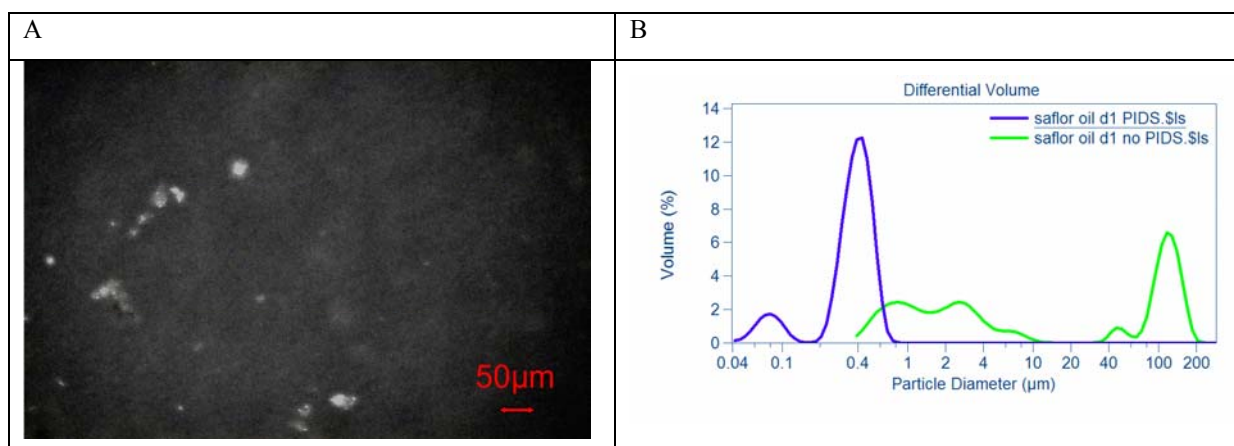 A
B
50µm
Differential Volume
saflor oil d1 PIDS.$ls
saflor oil d1 no PIDS.$ls
Volume (%)
14
12
10
8
6
4
2
0
0.04 0.1 0.4 1 2 4 6 10 20 40 100 200
Particle Diameter (µm)